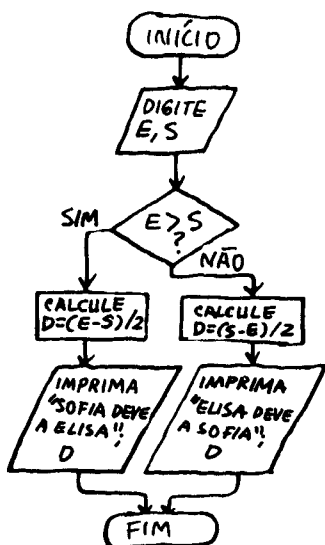 INÍCIO
DIGITE
E, S
E > S
?
SIM
NÃO
CALCULE
D=(E-S)/2
CALCULE
D=(S-E)/2
IMPRIMA
"SOFIA DEVE
A ELISA":
D
IMPRIMA
"ELISA DEVE
A SOFIA":
D
FIM